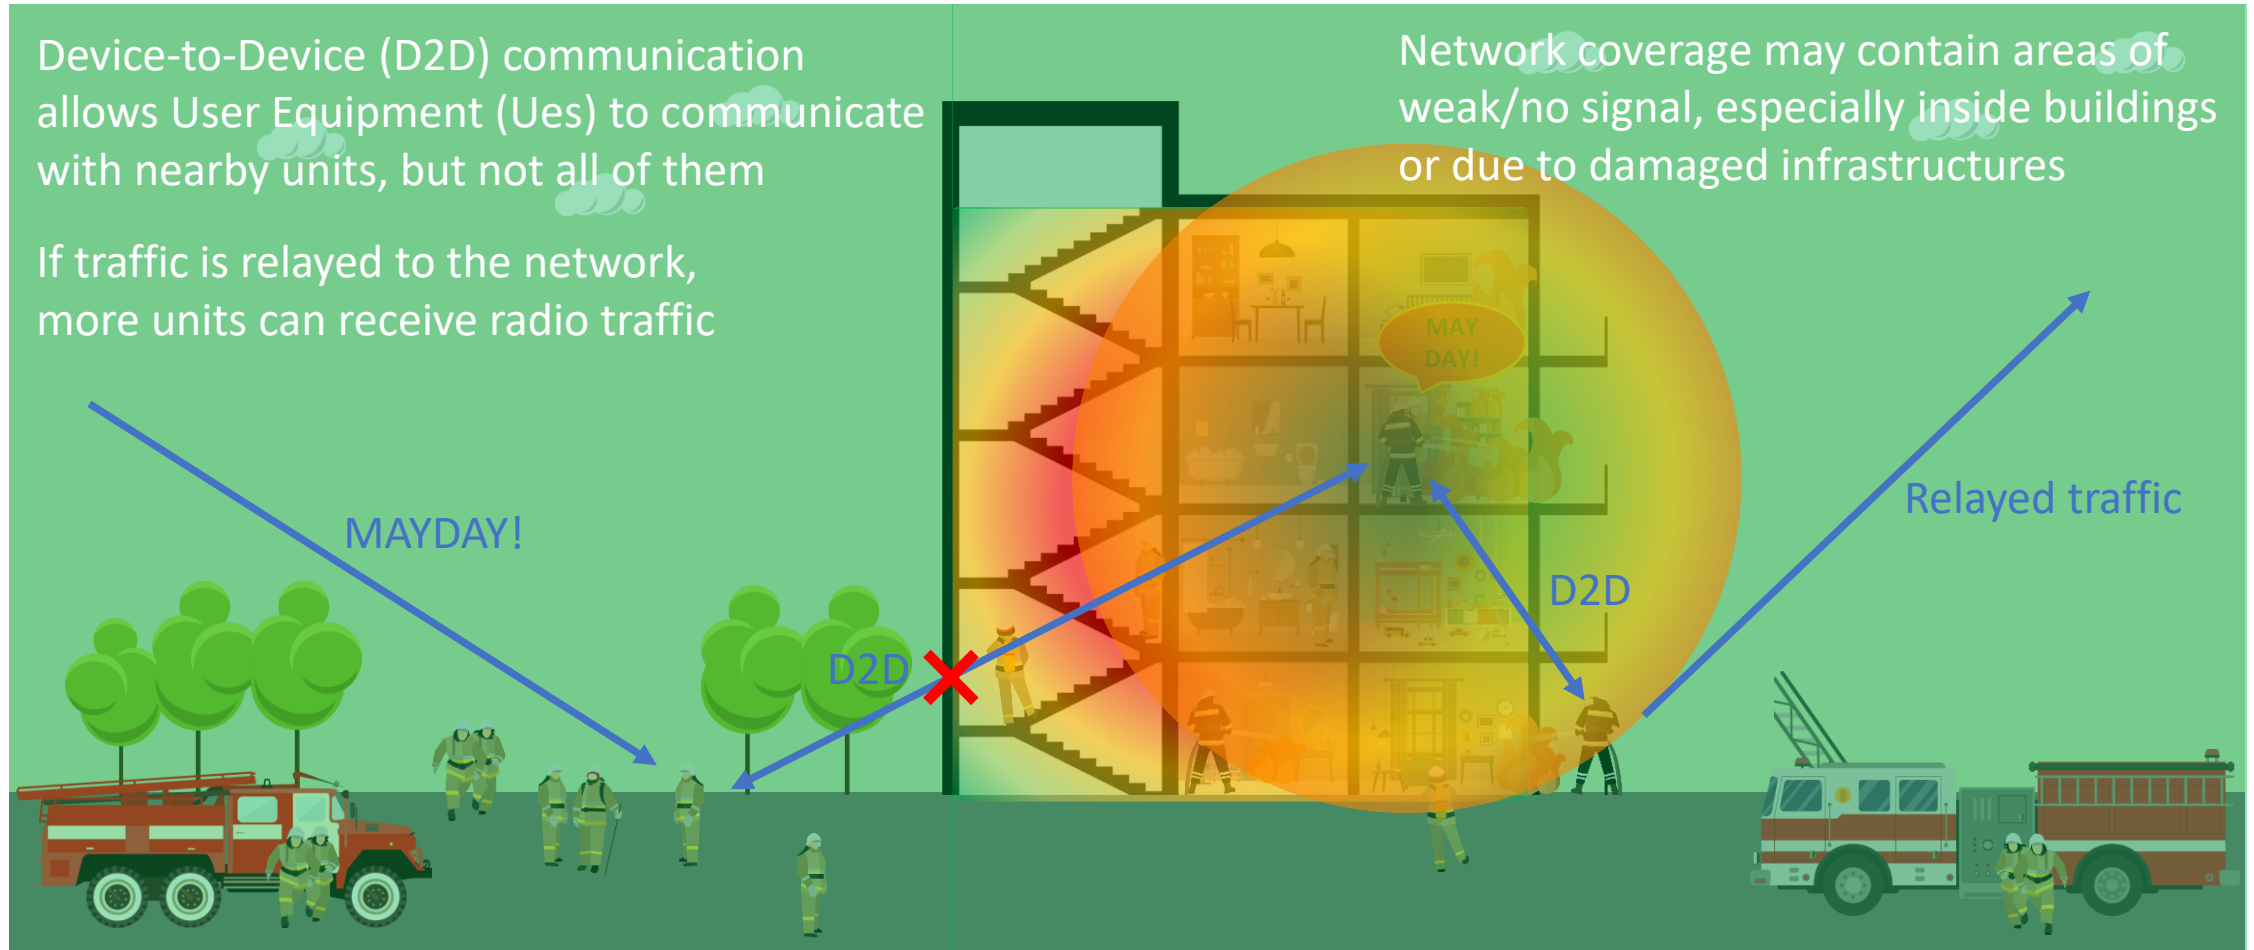 Device-to-Device (D2D) communication
allows User Equipment (Ues) to communicate
with nearby units, but not all of them
If traffic is relayed to the network,
more units can receive radio traffic
Network coverage may contain areas of
weak/no signal, especially inside buildings
or due to damaged infrastructures
MAY
DAY!
MAYDAY!
Relayed traffic
D2D
D2D